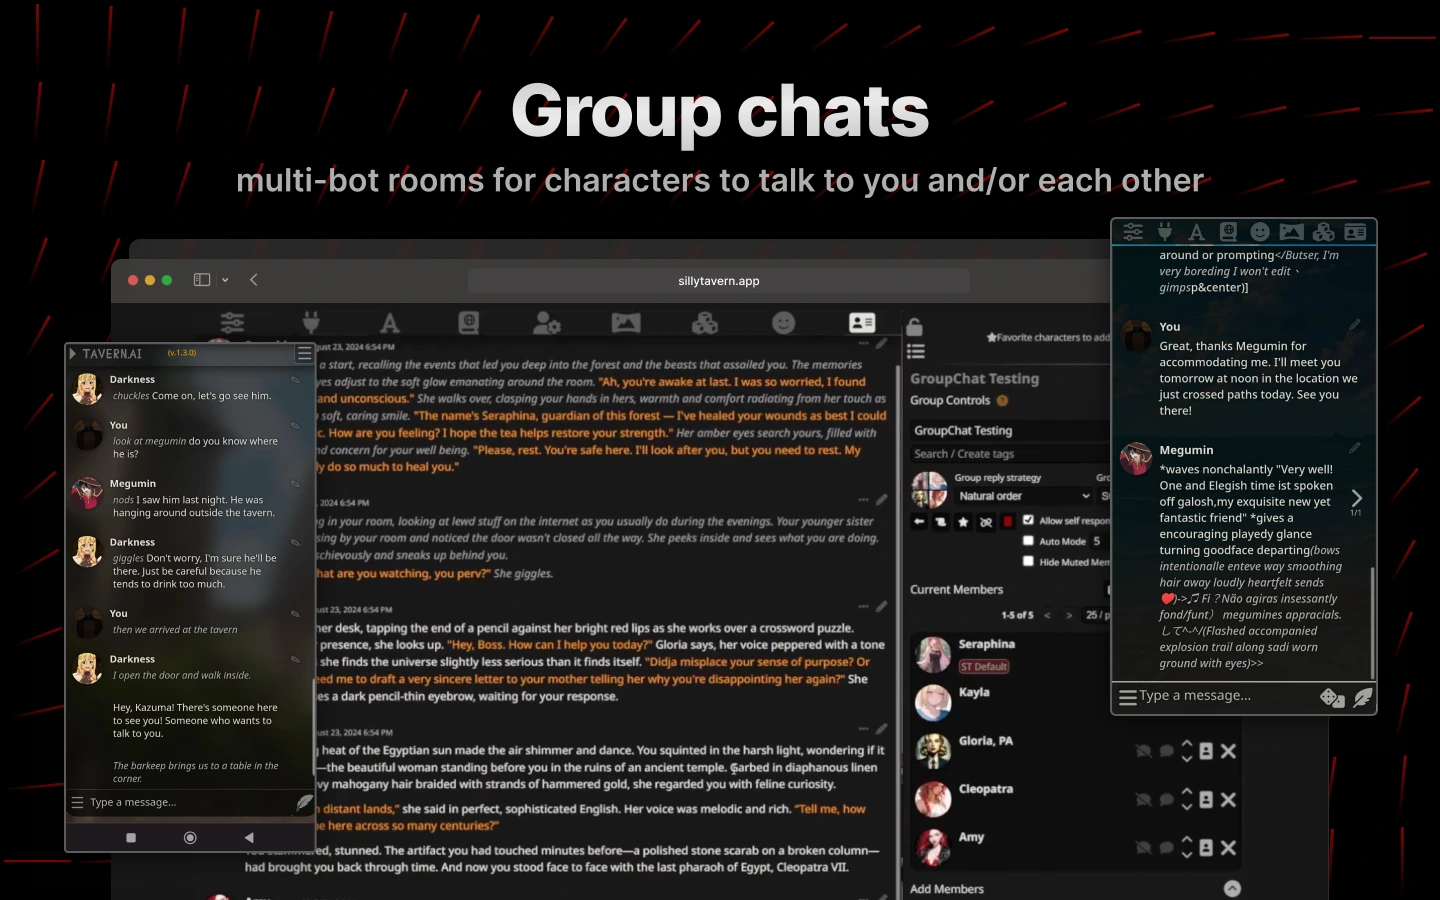 Group chats
multi-bot rooms for characters to talk to you and/or each other
sillytavern.app
TAVERN.AI
(v.1.3.0)
Darkness
chuckles Come on, let's go see him.
You
look at megumin do you know where
he is?
Megumin
nods I saw him last night. He was
hanging around outside the tavern.
Darkness
giggles Don't worry, I'm sure he'll be
there. Just be careful because he
tends to drink too much.
You
then we arrived at the tavern
Darkness
I open the door and walk inside.
Hey, Kazuma! There's someone here
to see you! Someone who wants to
talk to you.
The barkeep brings us to a table in the
corner.
Type a message...
gust 23, 2024 6:54 PM
a start, recalling the events that led you deep into the forest and the beasts that assailed you. The memories
yes adjust to the soft glow emanating around the room. "Ah, you're awake at last. I was so worried, I found
and unconscious." She walks over, clasping your hands in hers, warmth and comfort radiating from her touch as
soft, caring smile. "The name's Seraphina, guardian of this forest — I've healed your wounds as best I could
c. How are you feeling? I hope the tea helps restore your strength." Her amber eyes search yours, filled with
nd concern for your well being. "Please, rest. You're safe here. I'll look after you, but you need to rest. My
ly do so much to heal you."
, 2024 6:54 PM
g in your room, looking at lewd stuff on the internet as you usually do during the evenings. Your younger sister
sing by your room and noticed the door wasn't closed all the way. She peeks inside and sees what you are doing.
schievously and sneaks up behind you.
hat are you watching, you perv?" She giggles.
ust 23, 2024 6:54 PM
her desk, tapping the end of a pencil against her bright red lips as she works over a crossword puzzle.
presence, she looks up. "Hey, Boss. How can I help you today?" Gloria says, her voice peppered with a tone
she finds the universe slightly less serious than it finds itself. "Didja misplace your sense of purpose? Or
eed me to draft a very sincere letter to your mother telling her why you're disappointing her again?" She
es a dark pencil-thin eyebrow, waiting for your response.
ust 23, 2024 6:54 PM
heat of the Egyptian sun made the air shimmer and dance. You squinted in the harsh light, wondering if it
—the beautiful woman standing before you in the ruins of an ancient temple. Garbed in diaphanous linen
vy mahogany hair braided with strands of hammered gold, she regarded you with feline curiosity.
n distant lands," she said in perfect, sophisticated English. Her voice was melodic and rich. "Tell me, how
e here across so many centuries?"
You stammered, stunned. The artifact you had touched minutes before—a polished stone scarab on a broken column—
had brought you back through time. And now you stood face to face with the last pharaoh of Egypt, Cleopatra VII.
Favorite characters to add
GroupChat Testing
Group Controls
GroupChat Testing
Search / Create tags
Group reply strategy
Natural order
Allow self respon
Auto Mode 5
Hide Muted Mem
Current Members
1-5 of 5 < > 25 / p
Seraphina
ST Default
Kayla
Gloria, PA
Cleopatra
Amy
Add Members
around or prompting</Butser, I'm
very boreding I won't edit 、
gimpsp&center)]
You
Great, thanks Megumin for
accommodating me. I'll meet you
tomorrow at noon in the location we
just crossed paths today. See you
there!
Megumin
*waves nonchalantly "Very well!
One and Elegish time ist spoken
off galosh,my exquisite new yet
fantastic friend" *gives a
encouraging playedy glance
turning goodface departing(bows
intentionalle enteve way smoothing
hair away loudly heartfelt sends
❤️)->🎵 Fi ? Não agiras insessantly
fond/funt） megumines appracials.
して^-^/(Flashed accompanied
explosion trail along sadi worn
ground with eyes)>>
1/1
Type a message...